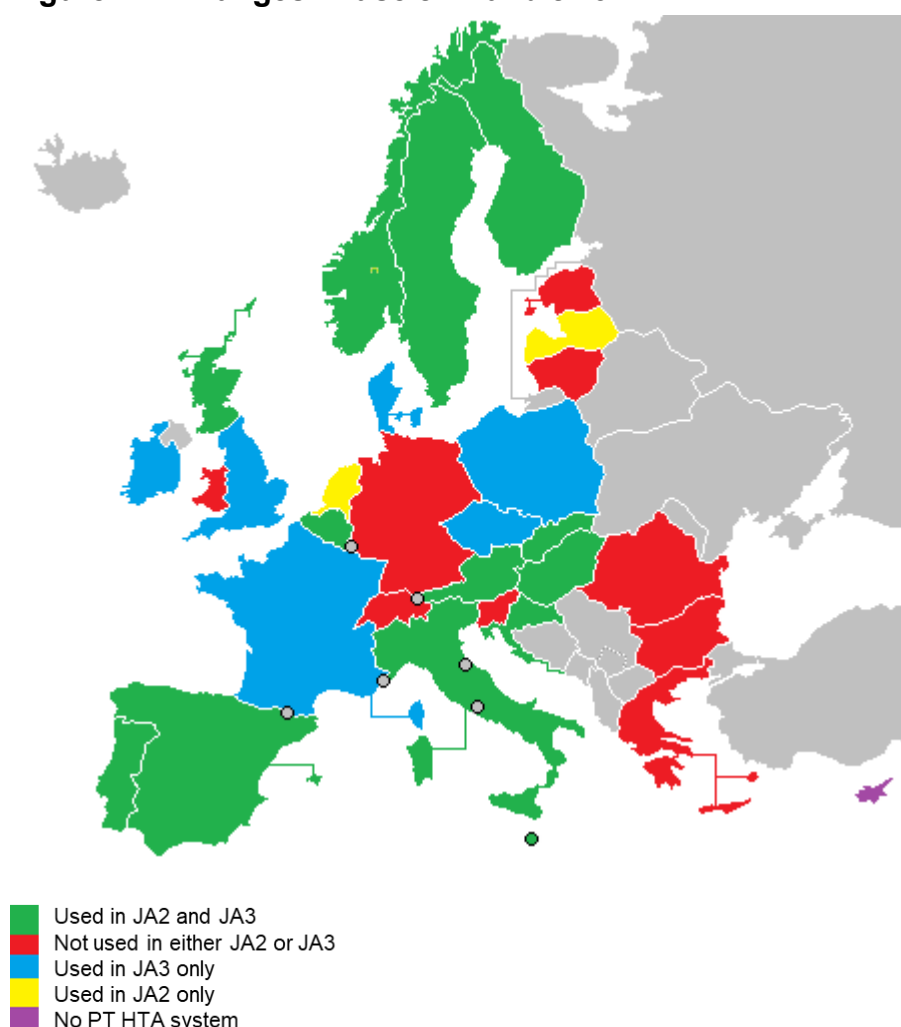 Used in JA2 and JA3
Not used in either JA2 or JA3
Used in JA3 only
Used in JA2 only
No PT HTA system